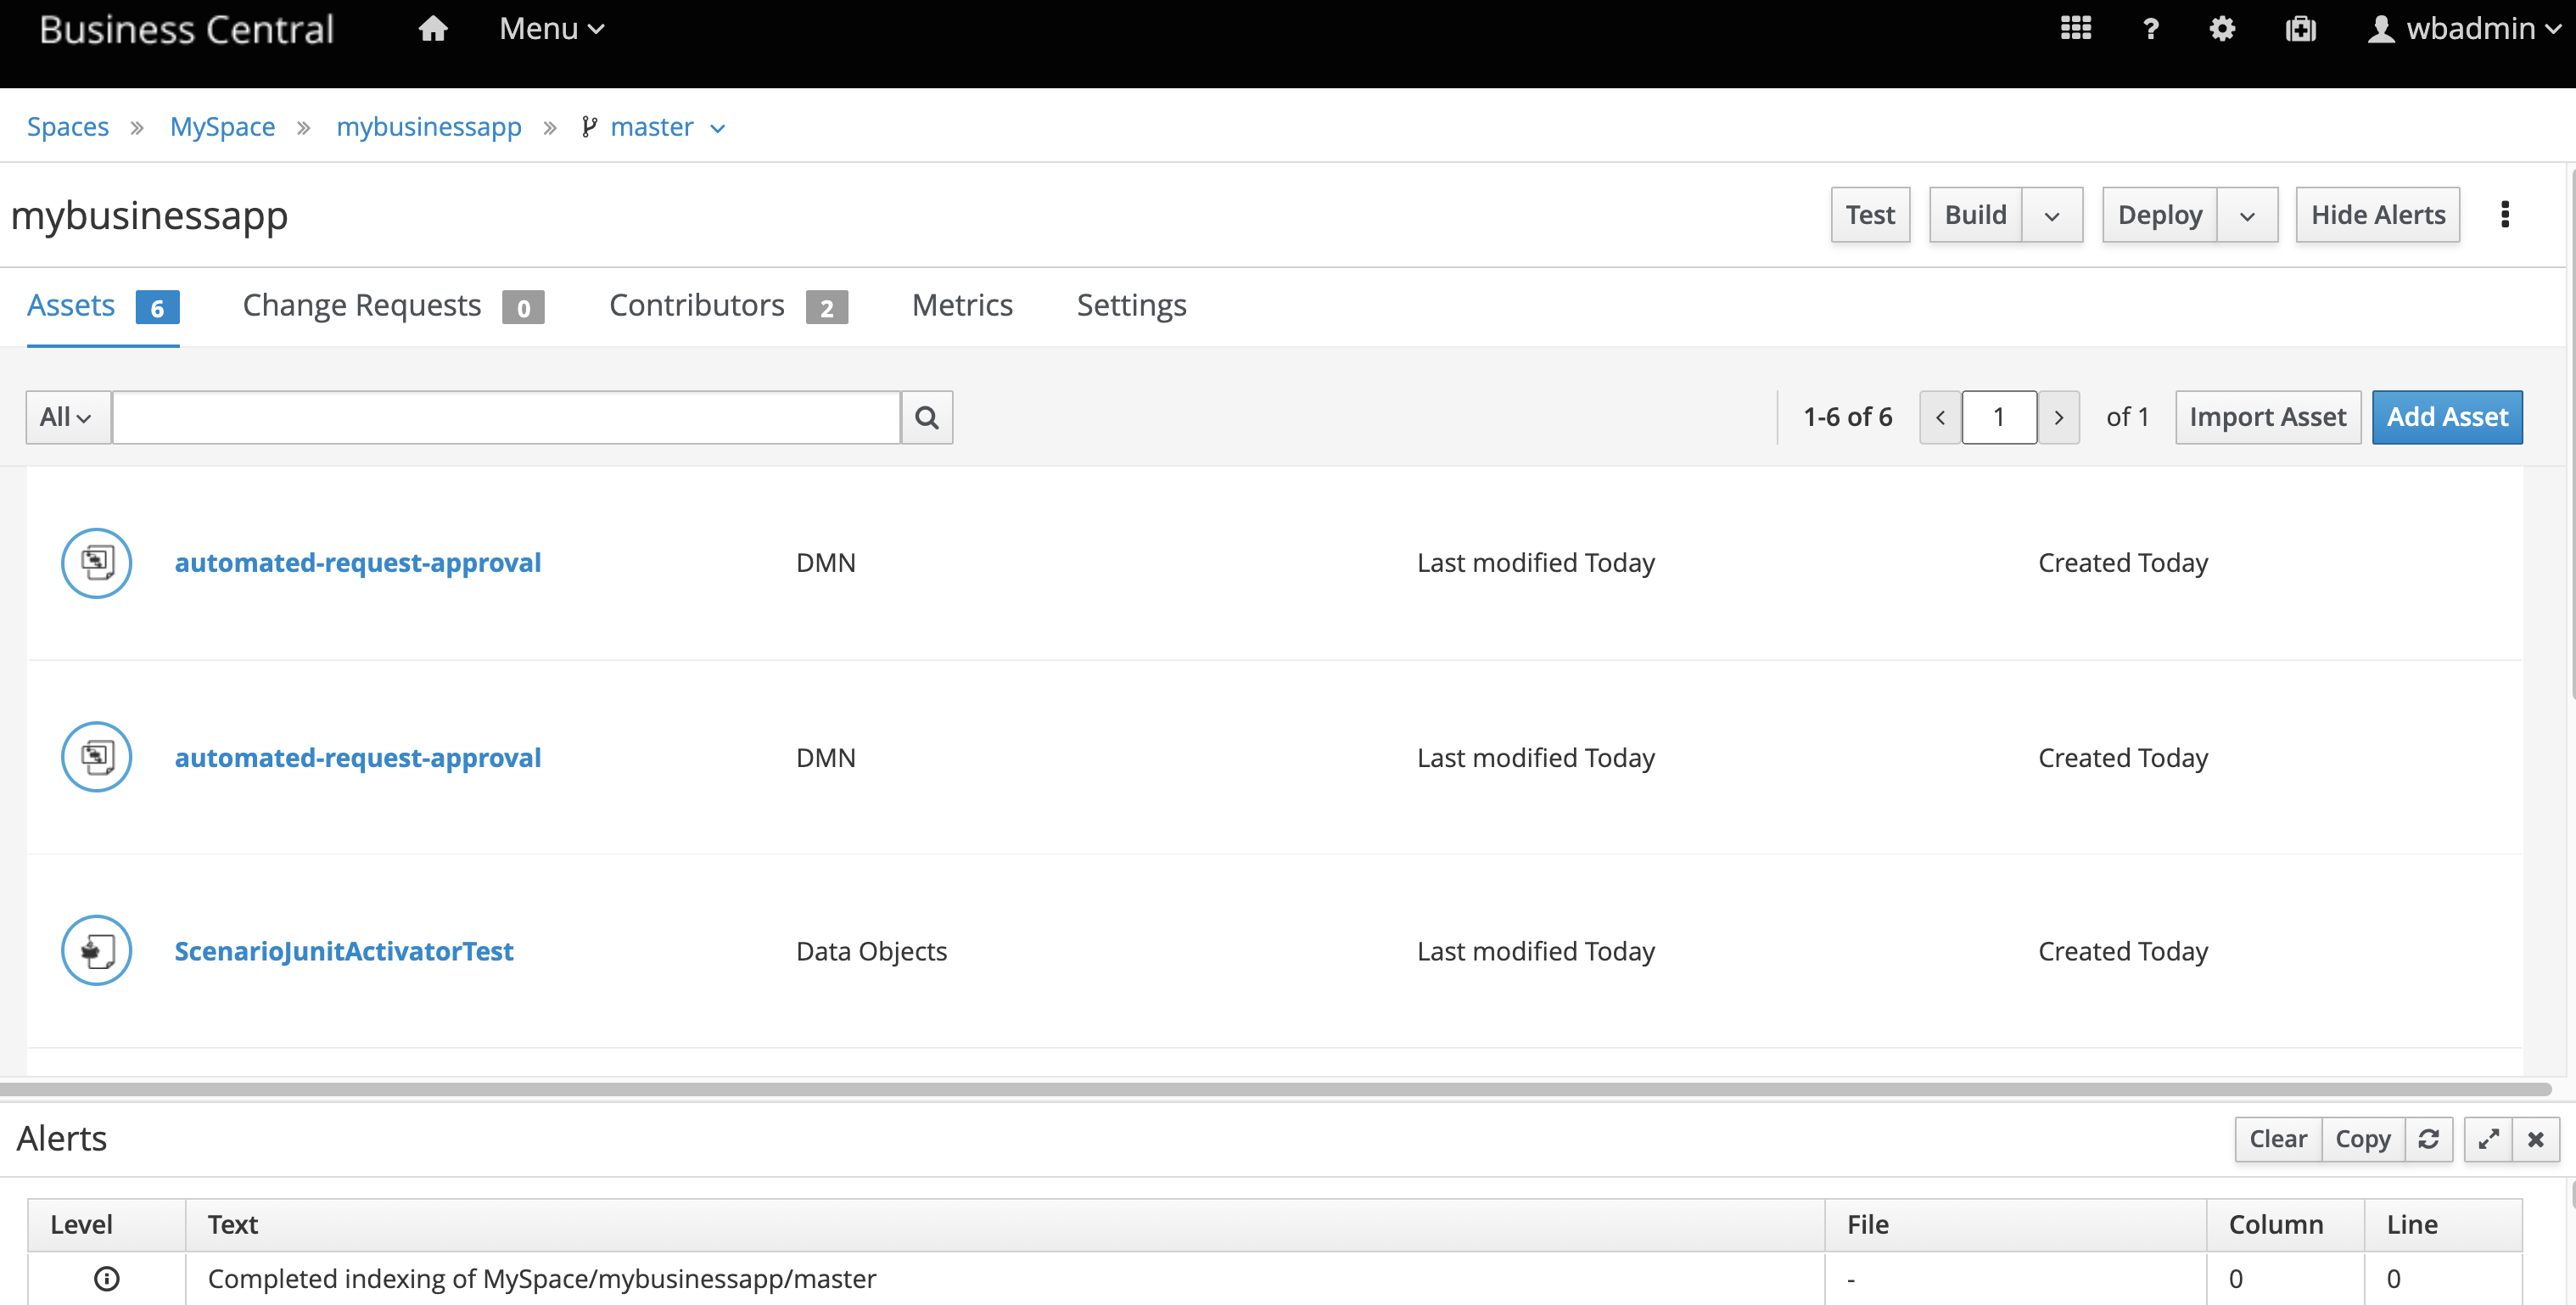 Business Central Menu ? wbadmin
Spaces » MySpace » mybusinessapp » master
mybusinessapp Test Build Deploy Hide Alerts
Assets 6 Change Requests 0 Contributors 2 Metrics Settings
All 1-6 of 6 < 1 > of 1 Import Asset Add Asset
automated-request-approval DMN Last modified Today Created Today
automated-request-approval DMN Last modified Today Created Today
ScenarioJunitActivatorTest Data Objects Last modified Today Created Today
Alerts Clear Copy
Level Text File Column Line
Completed indexing of MySpace/mybusinessapp/master - 0 0